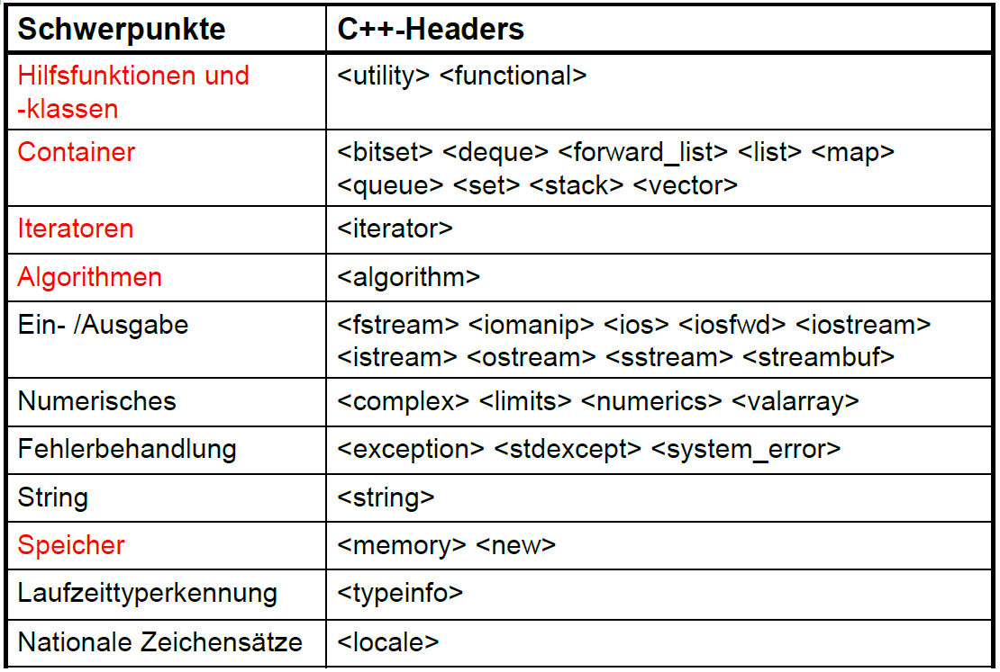 Schwerpunkte C++-Headers
Hilfsfunktionen und <utility> <functional>
-klassen
Container <bitset> <deque> <forward_list> <list> <map>
<queue> <set> <stack> <vector>
Iteratoren <iterator>
Algorithmen <algorithm>
Ein- /Ausgabe <fstream> <iomanip> <ios> <iosfwd> <iostream>
<istream> <ostream> <sstream> <streambuf>
Numerisches <complex> <limits> <numerics> <valarray>
Fehlerbehandlung <exception> <stdexcept> <system_error>
String <string>
Speicher <memory> <new>
Laufzeittyperkennung <typeinfo>
Nationale Zeichensätze <locale>